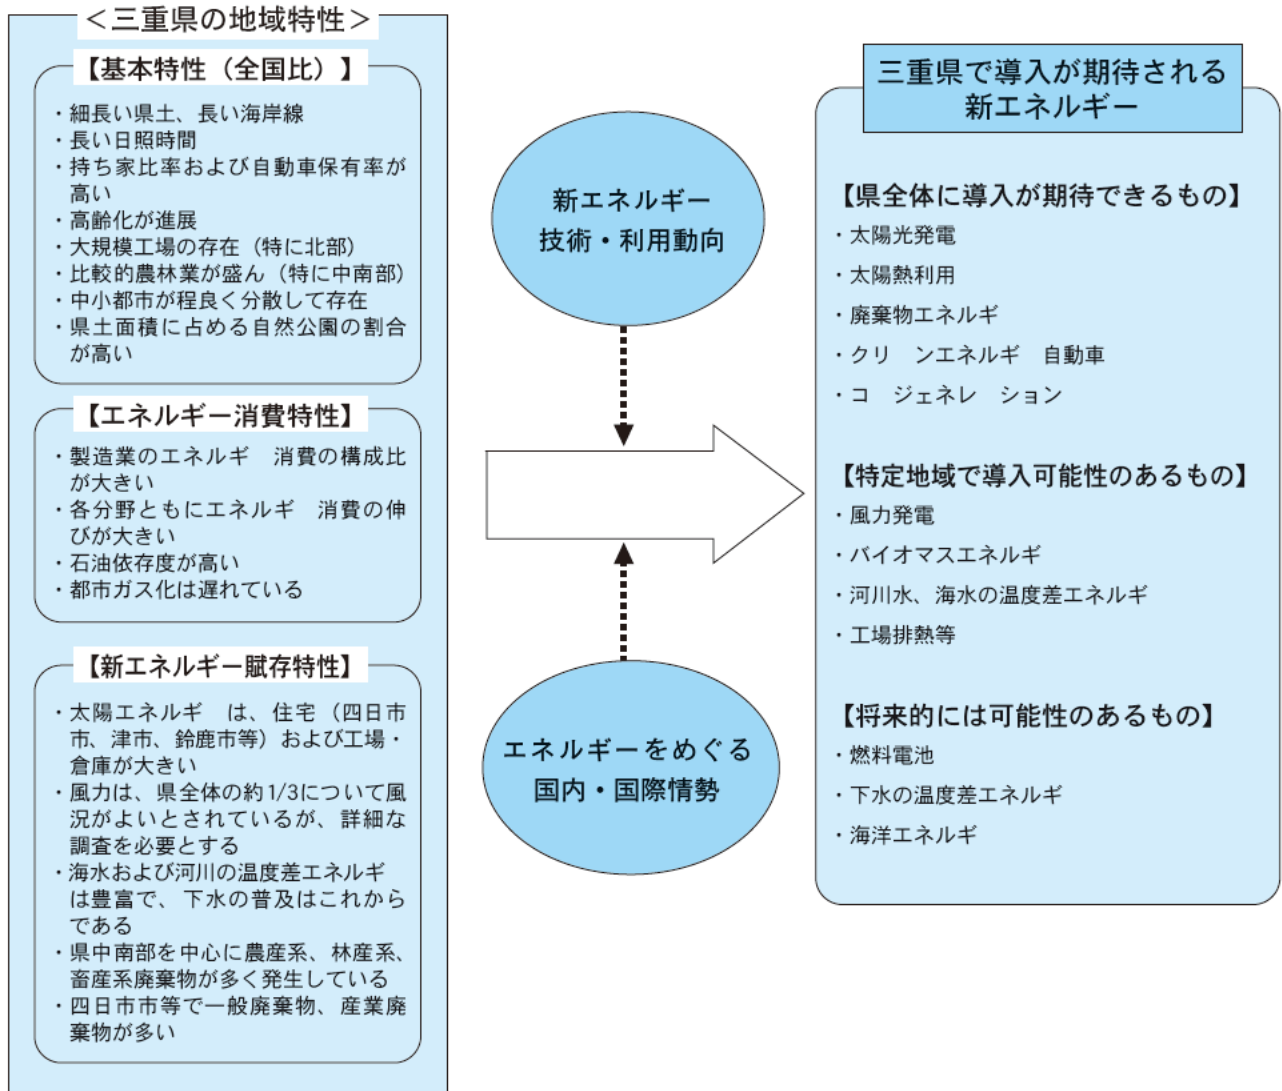 ＜三重県の地域特性＞
【基本特性（全国比）】
・細長い県土、長い海岸線
・長い日照時間
・持ち家比率および自動車保有率が
高い
・高齢化が進展
・大規模工場の存在（特に北部）
・比較的農林業が盛ん（特に中南部）
・中小都市が程良く分散して存在
・県土面積に占める自然公園の割合
が高い
【エネルギー消費特性】
・製造業のエネルギ　消費の構成比
が大きい
・各分野ともにエネルギ　消費の伸
びが大きい
・石油依存度が高い
・都市ガス化は遅れている
【新エネルギー賦存特性】
・太陽エネルギ　は、住宅（四日市
市、津市、鈴鹿市等）および工場・
倉庫が大きい
・風力は、県全体の約1/3について風
況がよいとされているが、詳細な
調査を必要とする
・海水および河川の温度差エネルギ
は豊富で、下水の普及はこれから
である
・県中南部を中心に農産系、林産系、
畜産系廃棄物が多く発生している
・四日市市等で一般廃棄物、産業廃
棄物が多い
新エネルギー
技術・利用動向
エネルギーをめぐる
国内・国際情勢
三重県で導入が期待される
新エネルギー
【県全体に導入が期待できるもの】
・太陽光発電
・太陽熱利用
・廃棄物エネルギ
・クリ　ンエネルギ　自動車
・コ　ジェネレ　ション
【特定地域で導入可能性のあるもの】
・風力発電
・バイオマスエネルギ
・河川水、海水の温度差エネルギ
・工場排熱等
【将来的には可能性のあるもの】
・燃料電池
・下水の温度差エネルギ
・海洋エネルギ